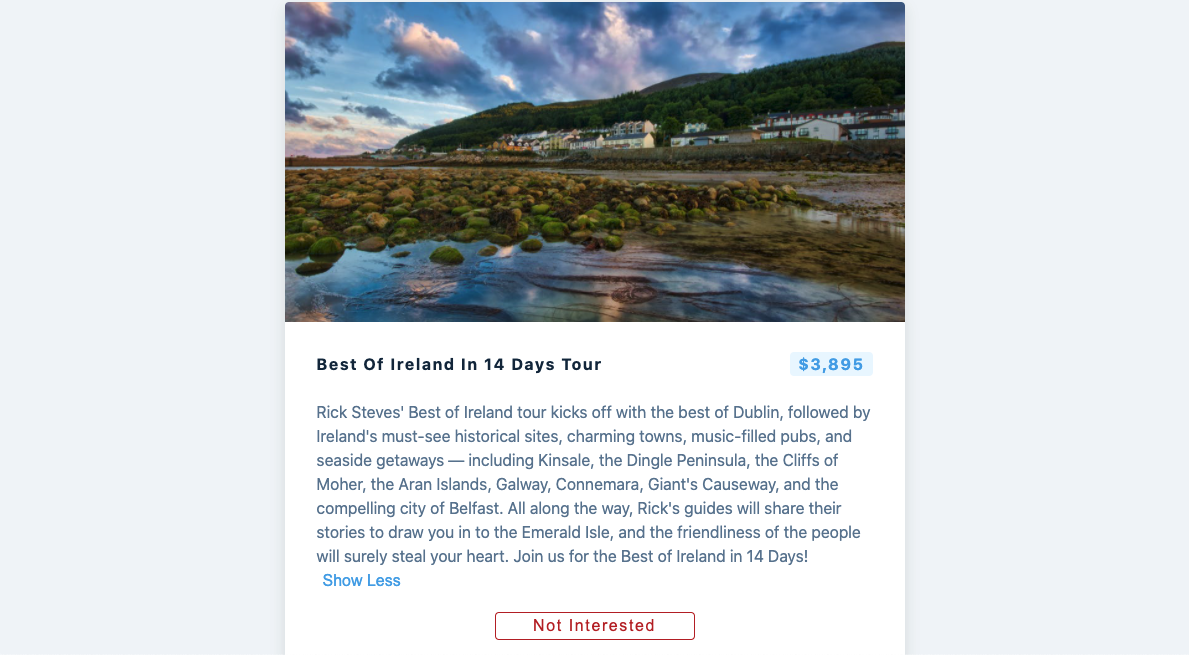 Best Of Ireland In 14 Days Tour
$3,895
Rick Steves' Best of Ireland tour kicks off with the best of Dublin, followed by
Ireland's must-see historical sites, charming towns, music-filled pubs, and
seaside getaways — including Kinsale, the Dingle Peninsula, the Cliffs of
Moher, the Aran Islands, Galway, Connemara, Giant's Causeway, and the
compelling city of Belfast. All along the way, Rick's guides will share their
stories to draw you in to the Emerald Isle, and the friendliness of the people
will surely steal your heart. Join us for the Best of Ireland in 14 Days!
Show Less
Not Interested